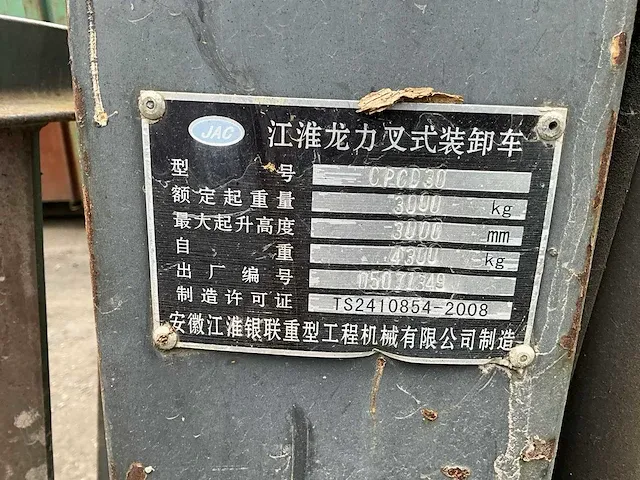 JAC 江淮龙力叉式装卸车
型号 CPCD30
额定起重量 3000 kg
最大起升高度 3000 mm
自重 4300 kg
出厂编号
制造许可证 TS2410854-2008
安徽江淮银联重型工程机械有限公司制造